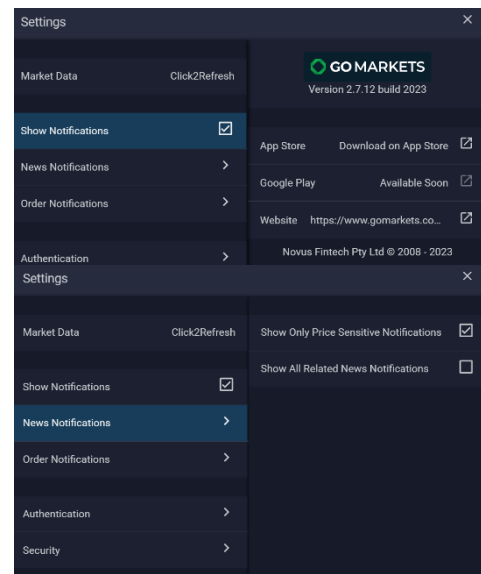 Settings
Market Data Click2Refresh
Show Notifications
News Notifications
Order Notifications
Authentication
GO MARKETS
Version 2.7.12 build 2023
App Store Download on App Store
Google Play Available Soon
Website https://www.gomarkets.co...
Novus Fintech Pty Ltd © 2008 - 2023
Settings
Market Data Click2Refresh
Show Notifications
News Notifications
Order Notifications
Authentication
Security
Show Only Price Sensitive Notifications
Show All Related News Notifications